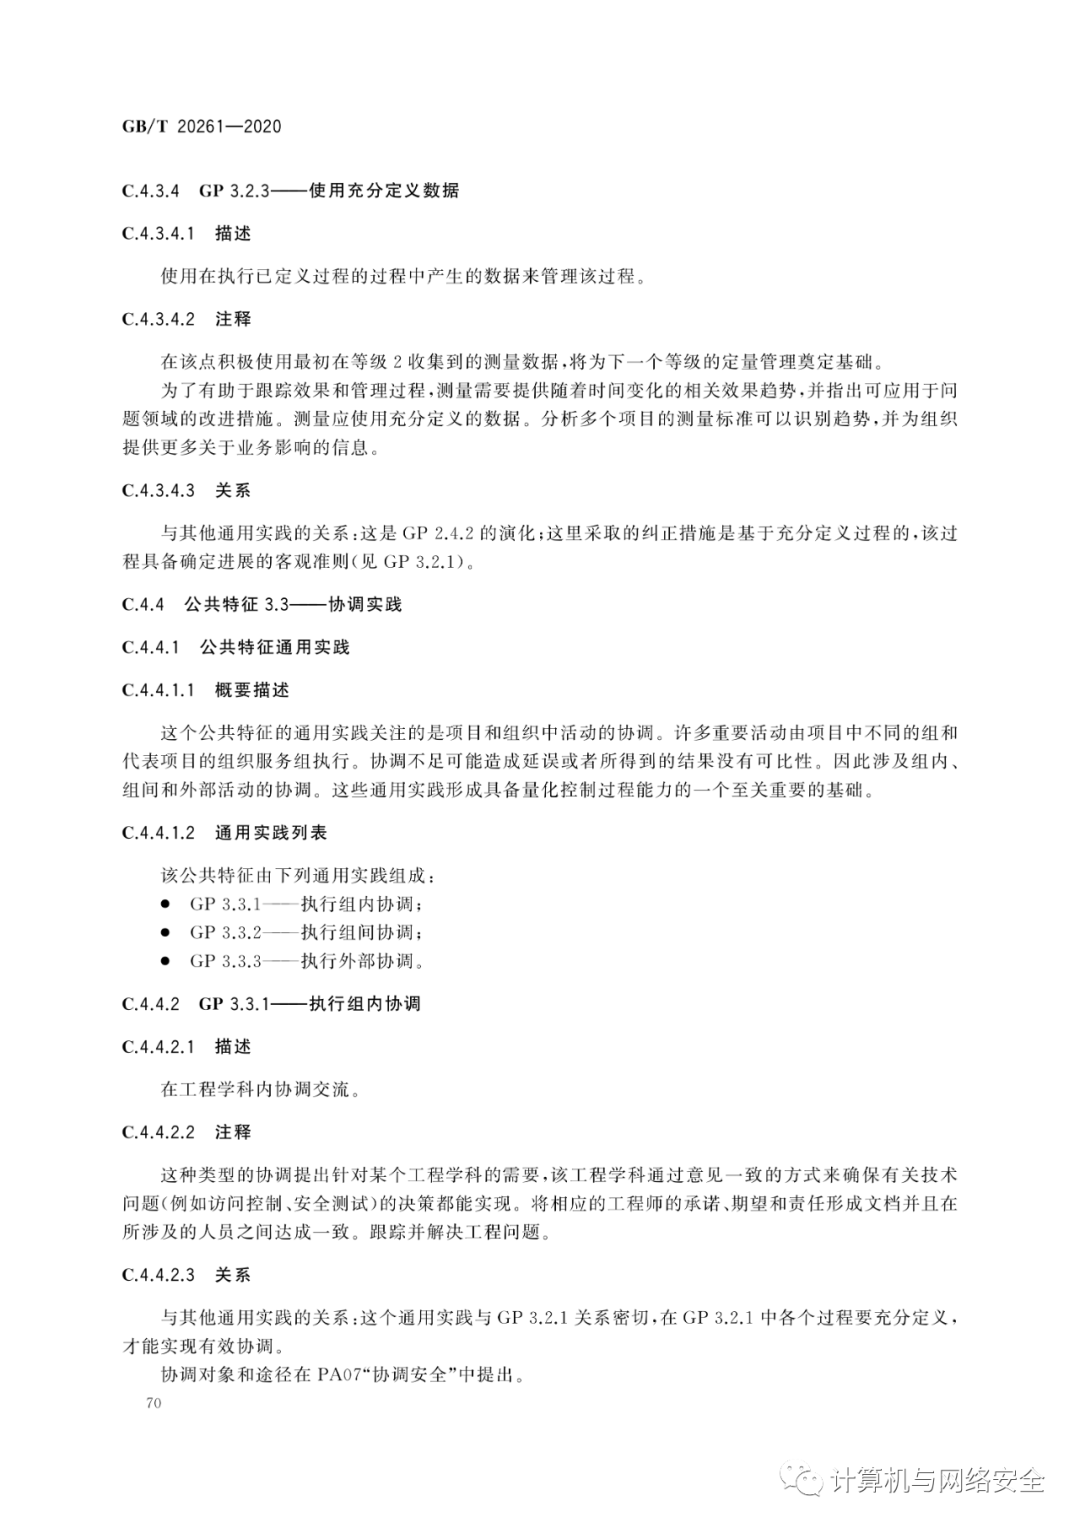 GB/T 20261—2020
C.4.3.4 GP 3.2.3——使用充分定义数据
C.4.3.4.1 描述
使用在执行已定义过程的过程中产生的数据来管理该过程。
C.4.3.4.2 注释
在该点积极使用最初在等级 2 收集到的测量数据,将为下一个等级的定量管理奠定基础。
为了有助于跟踪效果和管理过程,测量需要提供随着时间变化的相关效果趋势,并指出可应用于问
题领域的改进措施。测量应使用充分定义的数据。分析多个项目的测量标准可以识别趋势,并为组织
提供更多关于业务影响的信息。
C.4.3.4.3 关系
与其他通用实践的关系:这是 GP 2.4.2 的演化;这里采取的纠正措施是基于充分定义过程的,该过
程具备确定进展的客观准则(见 GP 3.2.1)。
C.4.4 公共特征 3.3——协调实践
C.4.4.1 公共特征通用实践
C.4.4.1.1 概要描述
这个公共特征的通用实践关注的是项目和组织中活动的协调。许多重要活动由项目中不同的组和
代表项目的组织服务组执行。协调不足可能造成延误或者所得到的结果没有可比性。因此涉及组内、
组间和外部活动的协调。这些通用实践形成具备量化控制过程能力的一个至关重要的基础。
C.4.4.1.2 通用实践列表
该公共特征由下列通用实践组成:
● GP 3.3.1——执行组内协调;
● GP 3.3.2——执行组间协调;
● GP 3.3.3——执行外部协调。
C.4.4.2 GP 3.3.1——执行组内协调
C.4.4.2.1 描述
在工程学科内协调交流。
C.4.4.2.2 注释
这种类型的协调提出针对某个工程学科的需要,该工程学科通过意见一致的方式来确保有关技术
问题(例如访问控制、安全测试)的决策都能实现。将相应的工程师的承诺、期望和责任形成文档并且在
所涉及的人员之间达成一致。跟踪并解决工程问题。
C.4.4.2.3 关系
与其他通用实践的关系:这个通用实践与 GP 3.2.1 关系密切,在 GP 3.2.1 中各个过程要充分定义,
才能实现有效协调。
协调对象和途径在 PA07“协调安全”中提出。
70
计算机与网络安全